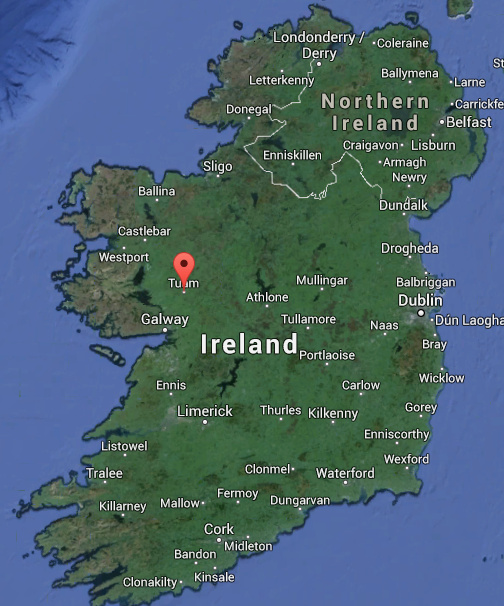 Londonderry /
Derry
Coleraine
Letterkenny
Ballymena
St
Larne
Donegal
Northern
Ireland
Carrickfe
Belfast
Craigavon
Lisburn
Enniskillen
Armagh
Sligo
Newry
Ballina
Dundalk
Castlebar
Westport
Drogheda
Tuam
Mullingar
Balbriggan
Athlone
Dublin
Galway
Tullamore
Naas
Dún Laogha
Ireland
Bray
Portlaoise
Ennis
Carlow
Wicklow
Limerick
Thurles
Kilkenny
Gorey
Enniscorthy
Listowel
Wexford
Tralee
Clonmel
Waterford
Fermoy
Killarney
Mallow
Dungarvan
Cork
Midleton
Bandon
Clonakilty
Kinsale